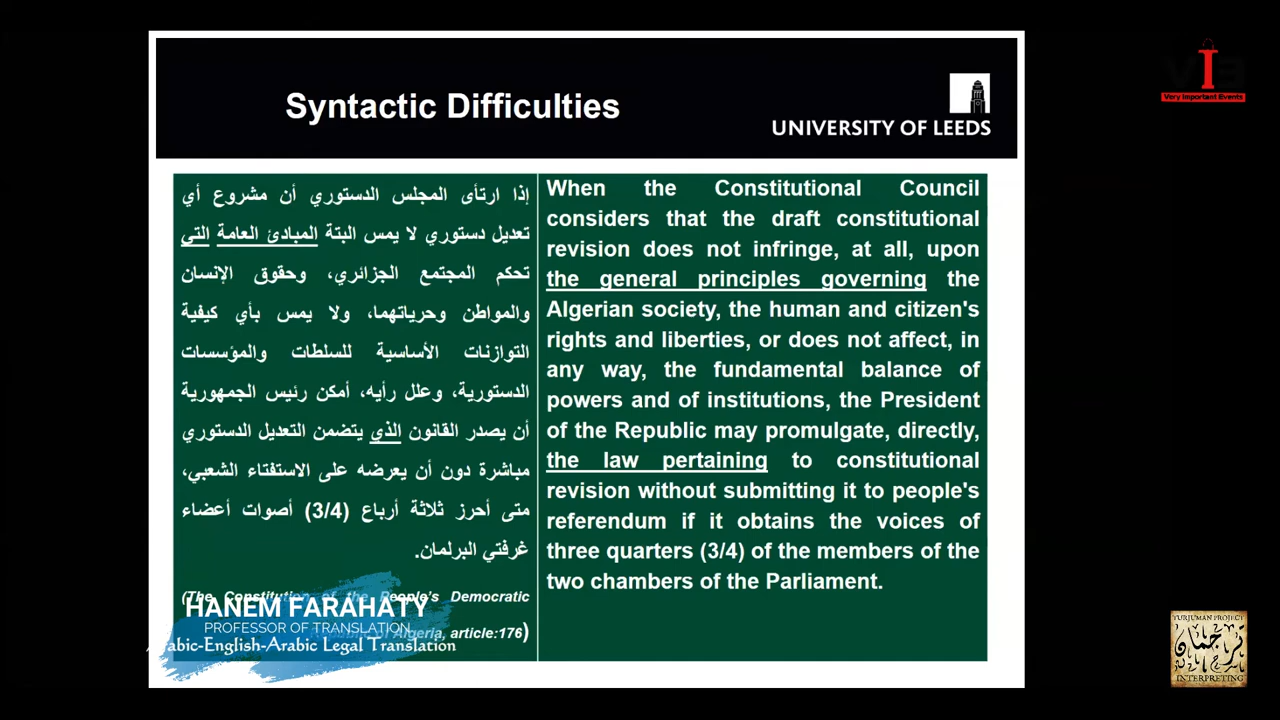 Syntactic Difficulties
UNIVERSITY OF LEEDS
VIE
Very Important Events
إذا ارتأى المجلس الدستوري أن مشروع أي
تعديل دستوري لا يمس البتة المبادئ العامة التي
تحكم المجتمع الجزائري، وحقوق الإنسان
والمواطن وحرياتهما، ولا يمس بأي كيفية
التوازنات الأساسية للسلطات والمؤسسات
الدستورية، وعلل رأيه، أمكن رئيس الجمهورية
أن يصدر القانون الذي يتضمن التعديل الدستوري
مباشرة دون أن يعرضه على الاستفتاء الشعبي،
متى أحرز ثلاثة أرباع (3/4) أصوات أعضاء
غرفتي البرلمان.
(The Constitution of the People's Democratic
Republic of Algeria, article:176)
When the Constitutional Council
considers that the draft constitutional
revision does not infringe, at all, upon
the general principles governing the
Algerian society, the human and citizen's
rights and liberties, or does not affect, in
any way, the fundamental balance of
powers and of institutions, the President
of the Republic may promulgate, directly,
the law pertaining to constitutional
revision without submitting it to people's
referendum if it obtains the voices of
three quarters (3/4) of the members of the
two chambers of the Parliament.
HANEM FARAHATY
PROFESSOR OF TRANSLATION
Arabic-English-Arabic Legal Translation
TURJUMAN PROJECT
ترجمان
INTERPRETING